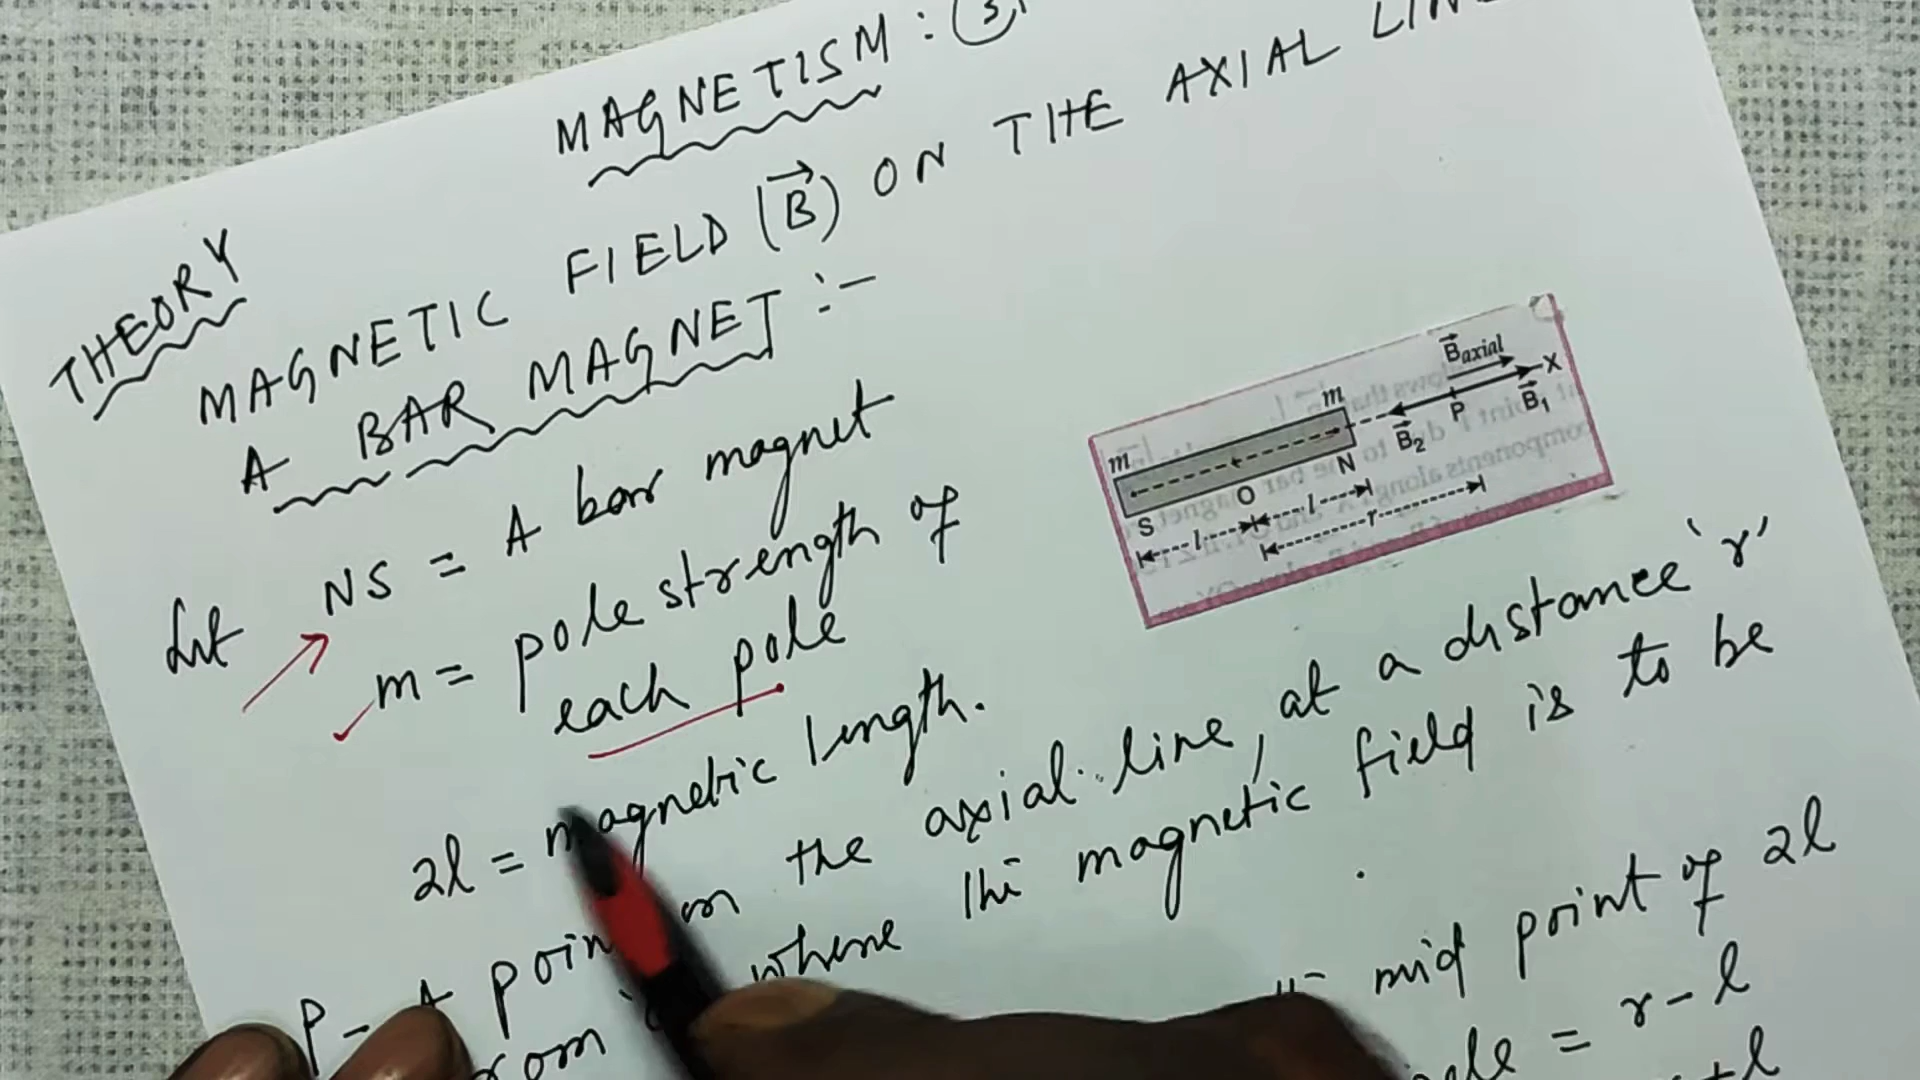 MAGNETISM : 3
THEORY
MAGNETIC FIELD (B⃗) ON THE AXIAL LINE
A BAR MAGNET :-
Let NS = A bar magnet
m = pole strength of
each pole
2l = magnetic length.
P - A point on the axial line, at a distance 'r'
from where the magnetic field is to be
mid point of 2l
= r - l
+ l
B⃗axial
X
m
P
B⃗1
B⃗2
m
N
O
S
l
l
r